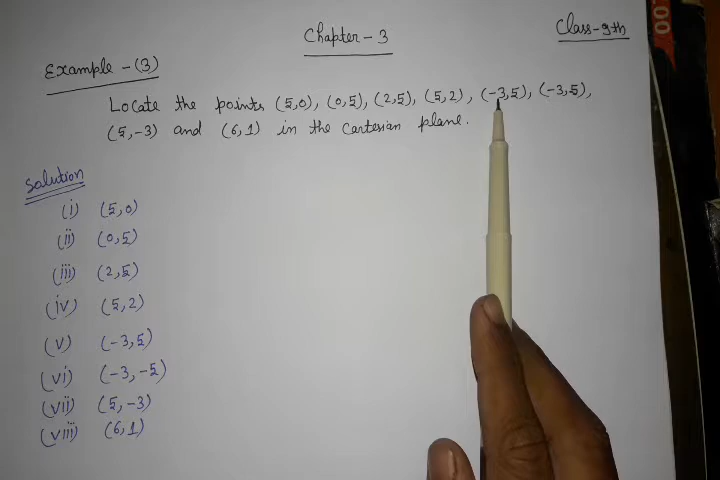 Chapter - 3
Class-9th
Example -(3)
Locate the points (5,0), (0,5), (2,5), (5,2), (-3,5), (-3,-5),
(5,-3) and (6,1) in the cartesian plane.
Solution
(i) (5,0)
(ii) (0,5)
(iii) (2,5)
(iv) (5,2)
(v) (-3,5)
(vi) (-3,-5)
(vii) (5,-3)
(viii) (6,1)
00